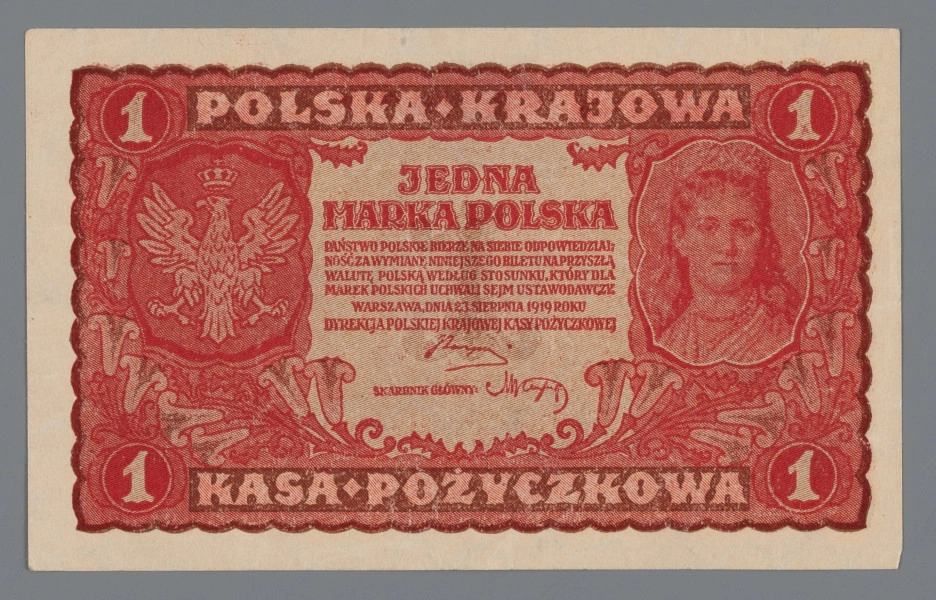 1 POLSKA • KRAJOWA 1
JEDNA
MARKA POLSKA
PAŃSTWO POLSKIE BIERZE NA SIEBIE ODPOWIEDZIAL-
NOŚĆ ZA WYMIANĘ NINIEJSZEGO BILETU NA PRZYSZŁĄ
WALUTĘ POLSKĄ WEDŁUG STOSUNKU, KTÓRY DLA
MAREK POLSKICH UCHWALI SEJM USTAWODAWCZY
WARSZAWA, DNIA 23 SIERPNIA 1919 ROKU
DYREKCJA POLSKIEJ KRAJOWEJ KASY POŻYCZKOWEJ
SKARBNIK GŁÓWNY:
1 KASA • POŻYCZKOWA 1